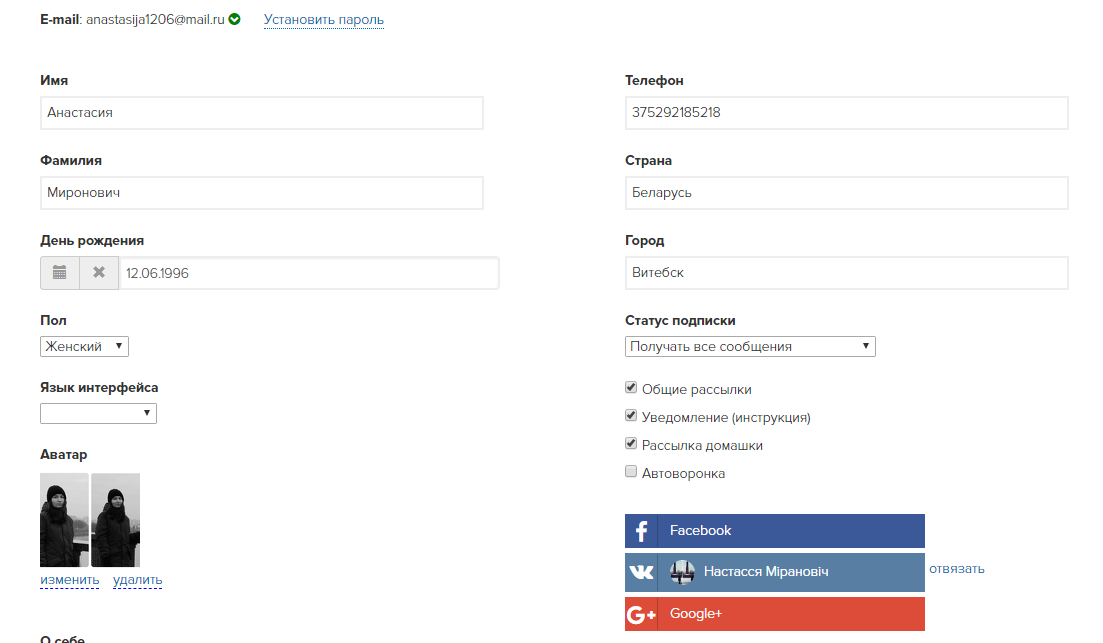 E-mail: anastasija1206@mail.ru Установить пароль
Имя
Анастасия
Фамилия
Миронович
День рождения
12.06.1996
Пол
Женский
Язык интерфейса
Аватар
изменить удалить
О себе
Телефон
375292185218
Страна
Беларусь
Город
Витебск
Статус подписки
Получать все сообщения
Общие рассылки
Уведомление (инструкция)
Рассылка домашки
Автоворонка
Facebook
Настасся Мірановіч отвязать
G+ Google+